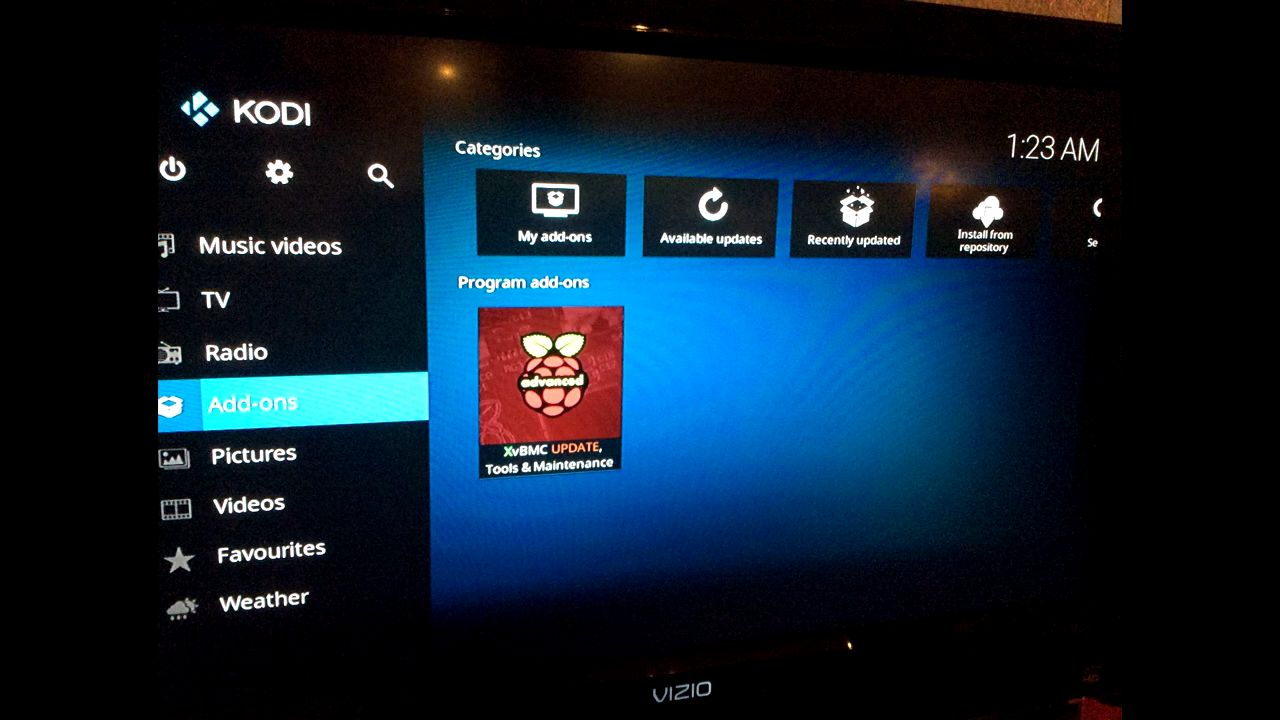 KODI
1:23 AM
Categories
My add-ons
Available updates
Recently updated
Install from
repository
Se
Music videos
TV
Radio
Add-ons
Pictures
Videos
Favourites
Weather
Program add-ons
advanced
XvBMC UPDATE,
Tools & Maintenance
VIZIO